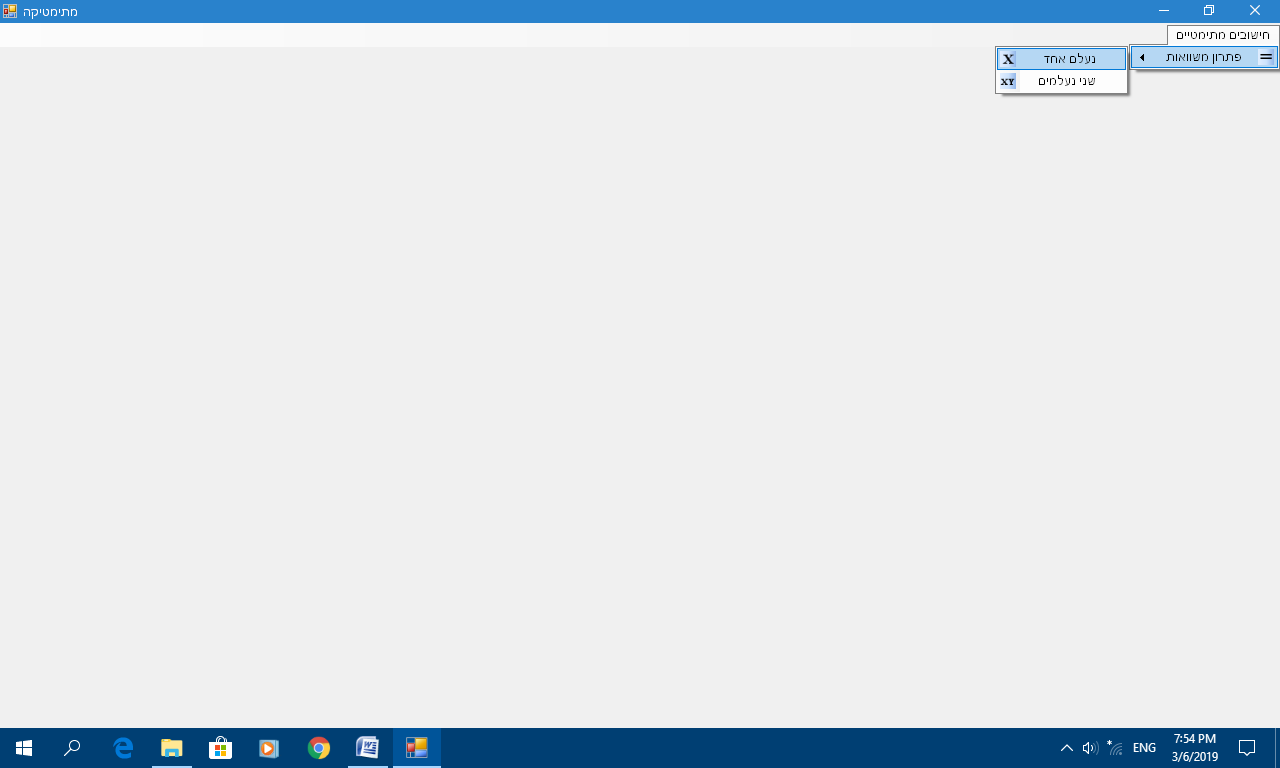 מתימטיקה
חישובים מתימטיים
פתרון משוואות
X נעלם אחד
XY שני נעלמים
ENG
7:54 PM
3/6/2019